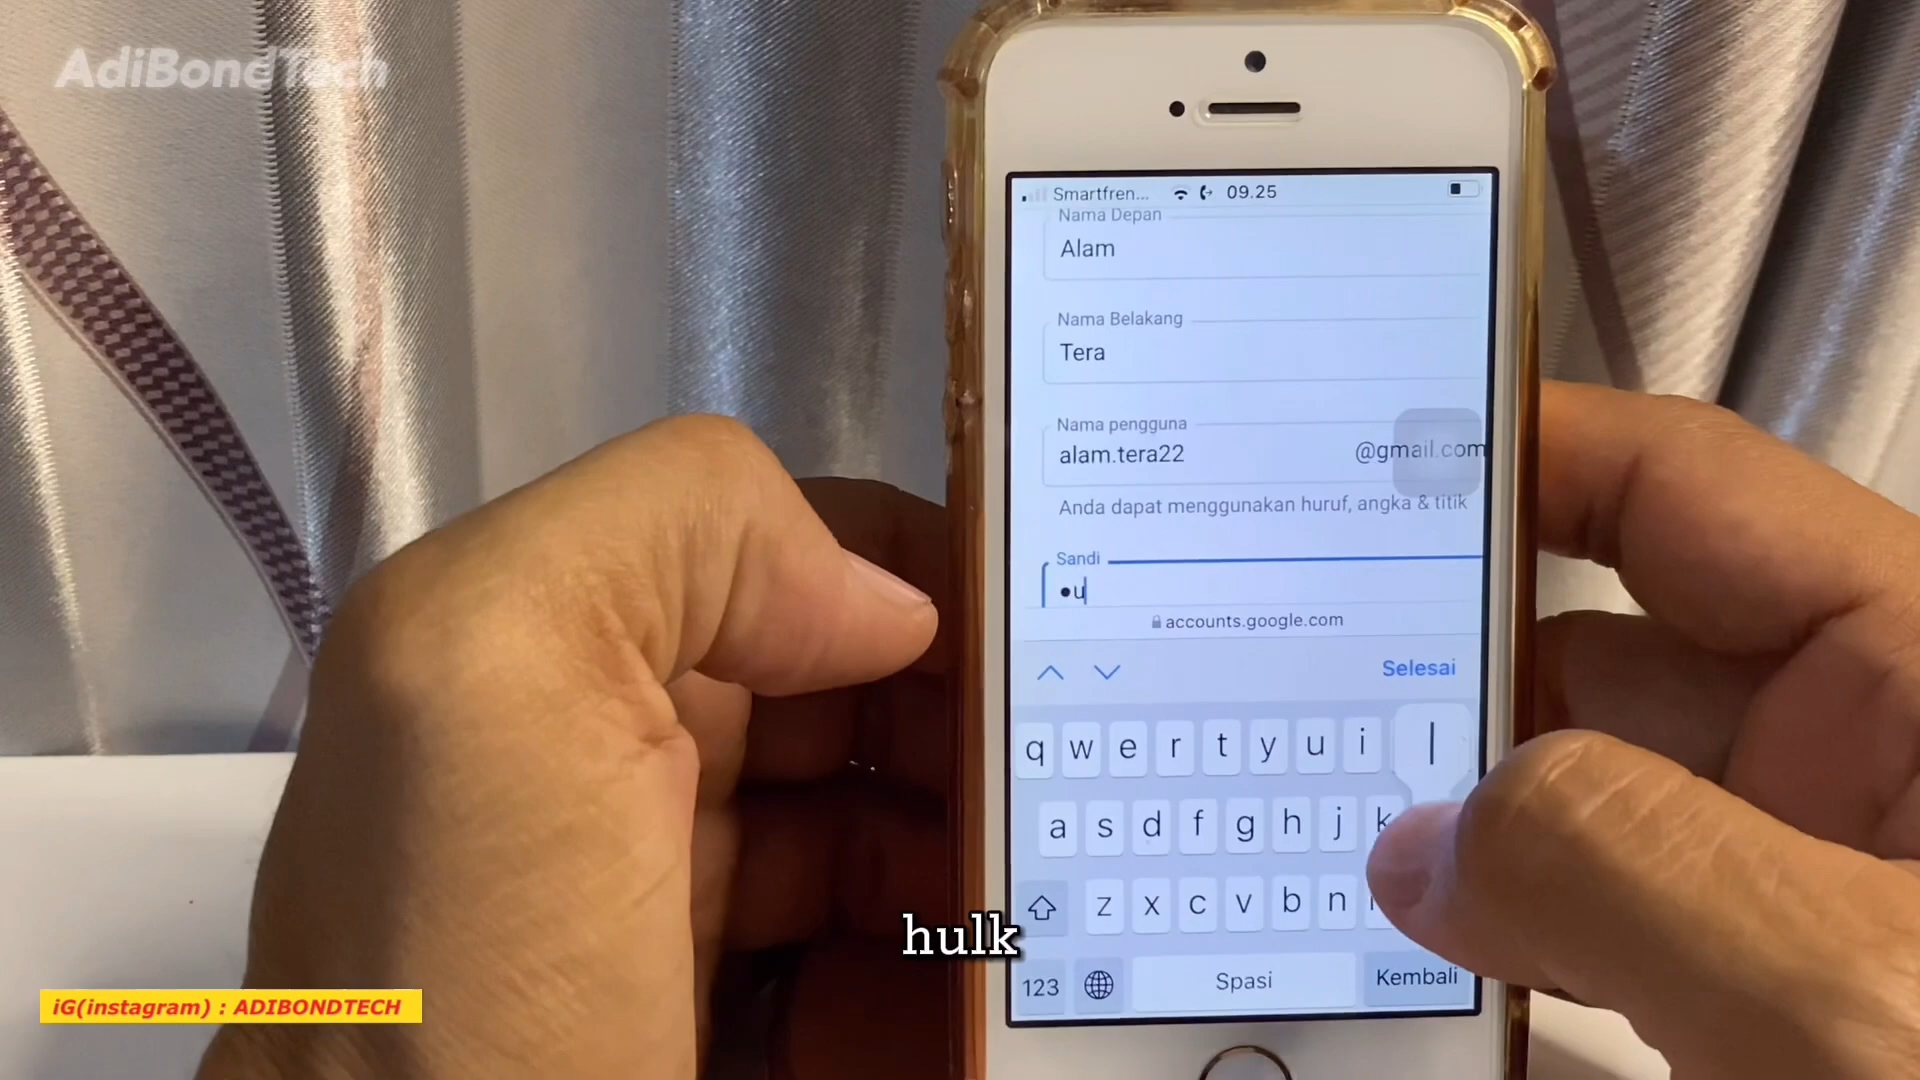 AdiBondTech
Smartfren... 09.25
Nama Depan
Alam
Nama Belakang
Tera
Nama pengguna
alam.tera22 @gmail.com
Anda dapat menggunakan huruf, angka & titik
Sandi
•u
accounts.google.com
Selesai
q w e r t y u i l
a s d f g h j k
z x c v b n
hulk
123 Spasi Kembali
iG(instagram) : ADIBONDTECH